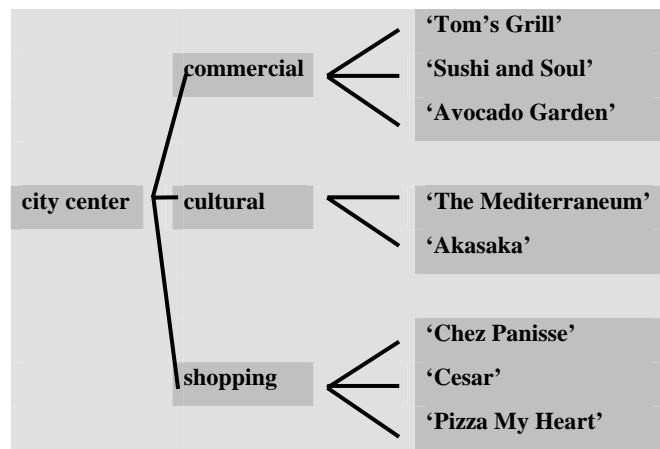 ‘Tom’s Grill’
commercial
‘Sushi and Soul’
‘Avocado Garden’
city center
cultural
‘The Mediterraneum’
‘Akasaka’
‘Chez Panisse’
shopping
‘Cesar’
‘Pizza My Heart’